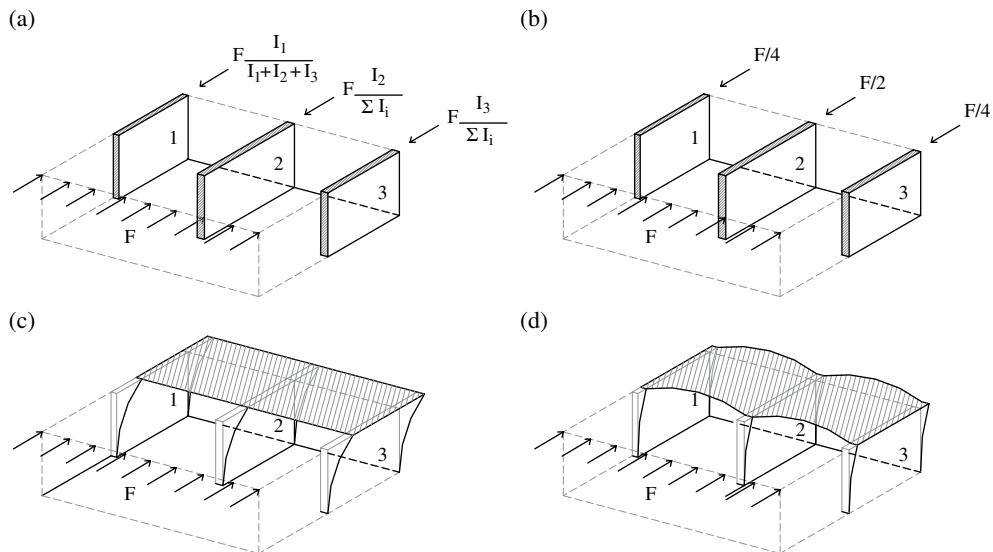 (a)
F I₁ / I₁+I₂+I₃
F I₂ / Σ Iᵢ
F I₃ / Σ Iᵢ
1
2
3
F
(b)
F/4
F/2
F/4
1
2
3
F
(c)
1
2
3
F
(d)
1
2
3
F